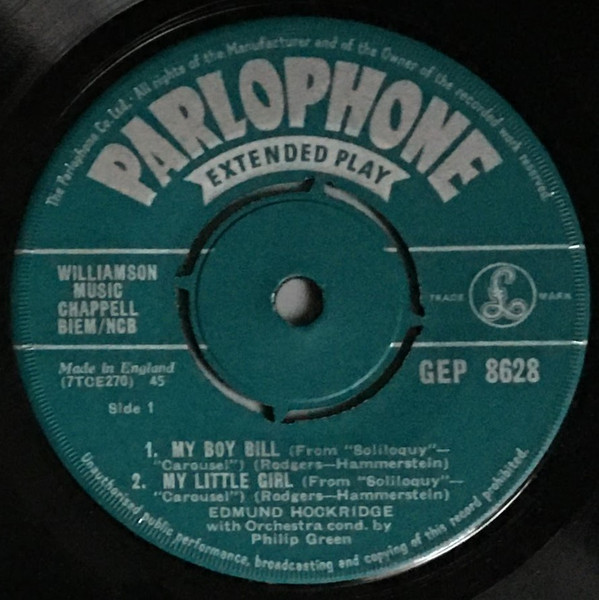 The Parlophone Co. Ltd. · All rights of the Manufacturer and of the Owner of the recorded work reserved
PARLOPHONE
EXTENDED PLAY
WILLIAMSON
MUSIC
CHAPPELL
BIEM/NCB
TRADE £ MARK
Made in England
(7TCE270) 45
GEP 8628
Side 1
1. MY BOY BILL (From "Soliloquy"—
"Carousel") (Rodgers—Hammerstein)
2. MY LITTLE GIRL (From "Soliloquy"—
"Carousel") (Rodgers—Hammerstein)
EDMUND HOCKRIDGE
with Orchestra cond. by
Philip Green
Unauthorised public performance, broadcasting and copying of this record prohibited.